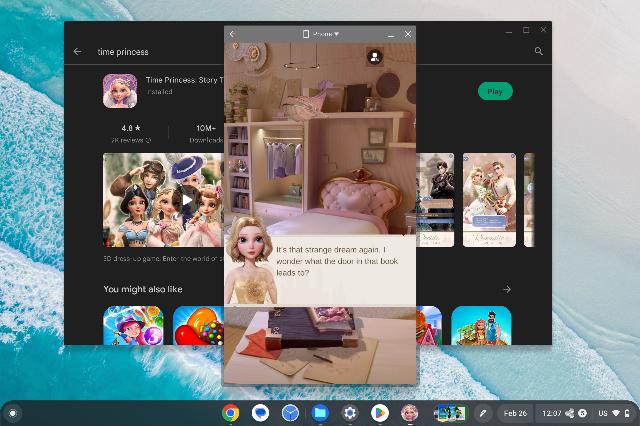 time princess
Phone
Time Princess: Story T
Installed
Play
4.8 ★
2K reviews
10M+
Downloads
It's that strange dream again. I
wonder what the door in that book
leads to?
3D dress-up game. Enter the world of s
You might also like
Feb 26
12:07
US